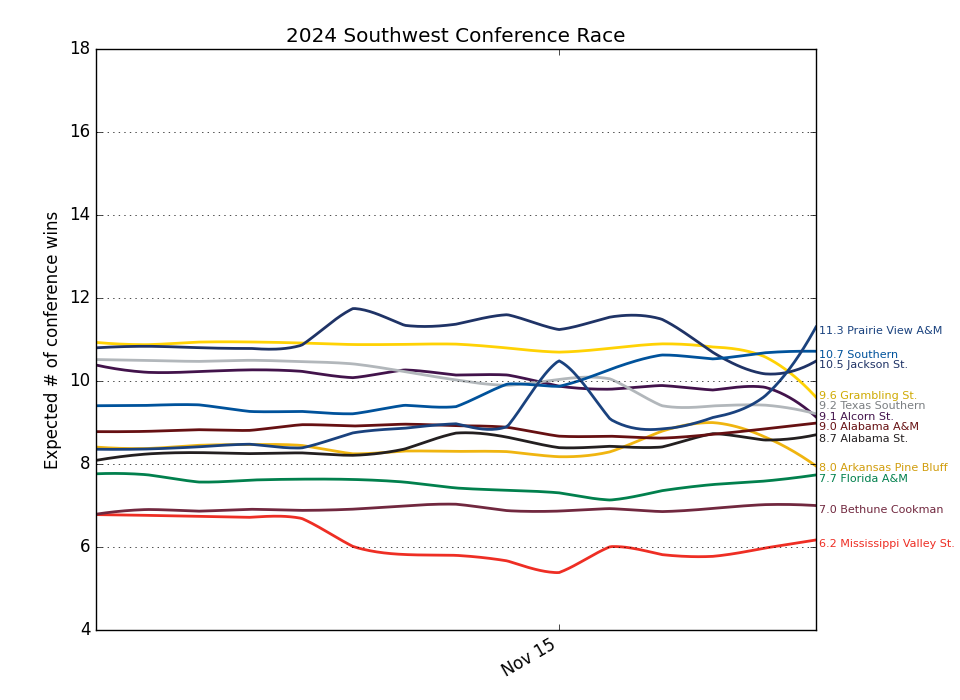 2024 Southwest Conference Race
Expected # of conference wins
18
16
14
12
10
8
6
4
Nov 15
11.3 Prairie View A&M
10.7 Southern
10.5 Jackson St.
9.6 Grambling St.
9.2 Texas Southern
9.1 Alcorn St.
9.0 Alabama A&M
8.7 Alabama St.
8.0 Arkansas Pine Bluff
7.7 Florida A&M
7.0 Bethune Cookman
6.2 Mississippi Valley St.